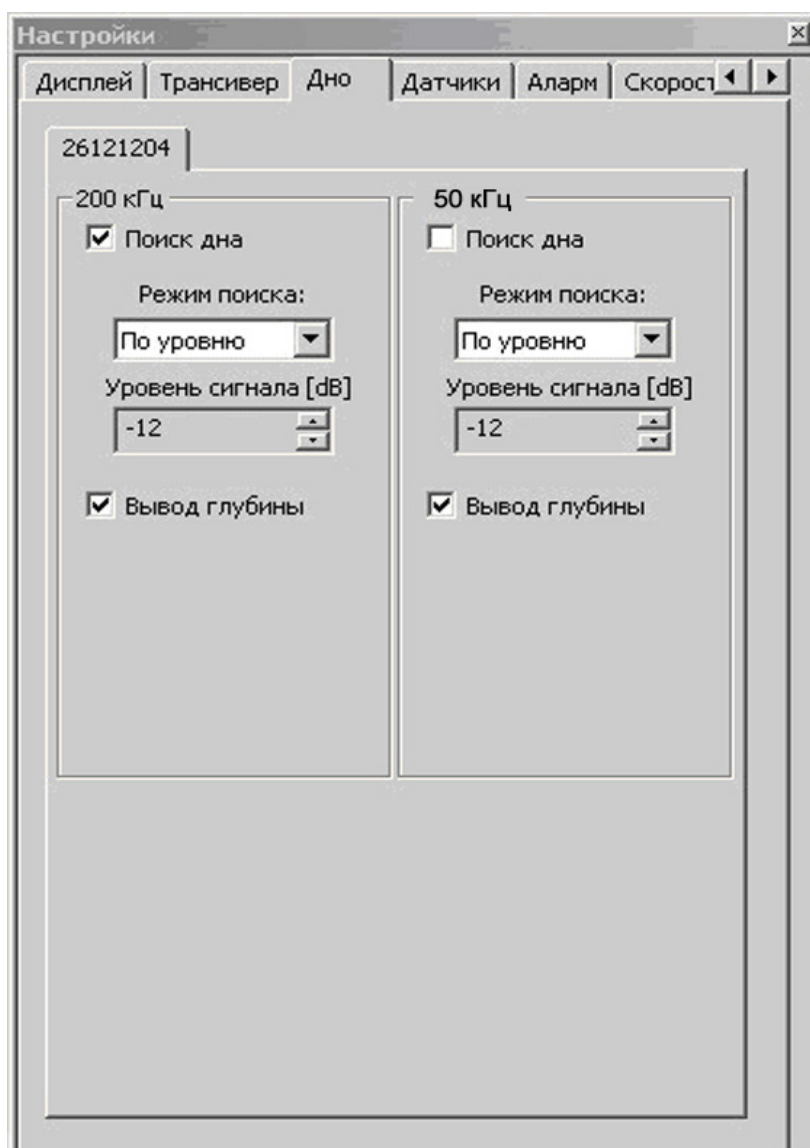 Настройки
Дисплей Трансивер Дно Датчики Аларм Скорост
26121204
200 кГц 50 кГц
Поиск дна Поиск дна
Режим поиска: Режим поиска:
По уровню По уровню
Уровень сигнала [dB] Уровень сигнала [dB]
-12 -12
Вывод глубины Вывод глубины